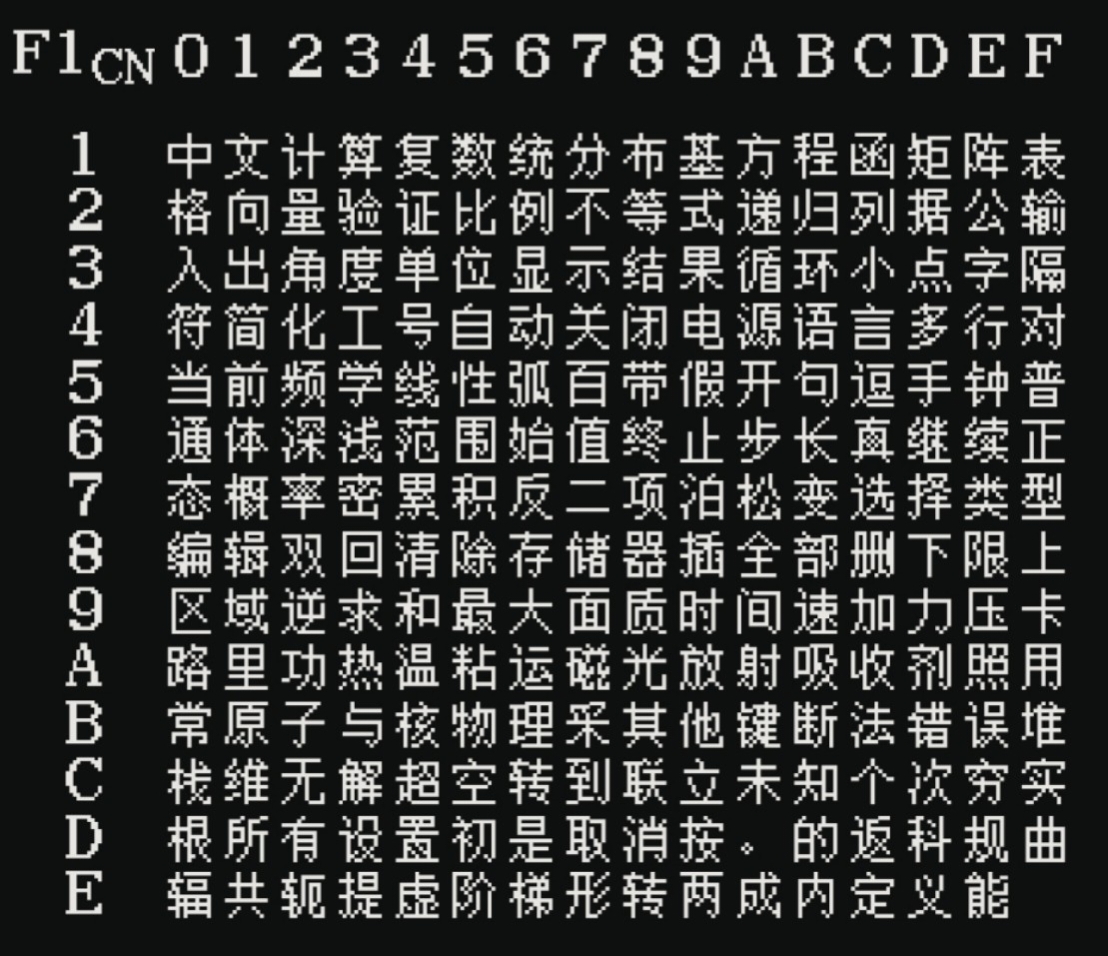 F1CN 0 1 2 3 4 5 6 7 8 9 A B C D E F
1 中文计算复数统分布基方程函矩阵表
2 格向量验证比例不等式递归列据公输
3 入出角度单位显示结果循环小点字隔
4 符简化工号自动关闭电源语言多行对
5 当前频学线性弧百带假开句逗手钟普
6 通体深浅范围始值终止步长真继续正
7 态概率密累积反二项泊松变选择类型
8 编辑双回清除存储器插全部删下限上
9 区域逆求和最大面质时间速加力压卡
A 路里功热温粘运磁光放射吸收剂照用
B 常原子与核物理采其他键断法错误堆
C 栈维无解超空转到联立未知个次穷实
D 根所有设置初是取消按。的返科规曲
E 辐共轭提虚阶梯形转两成内定义能